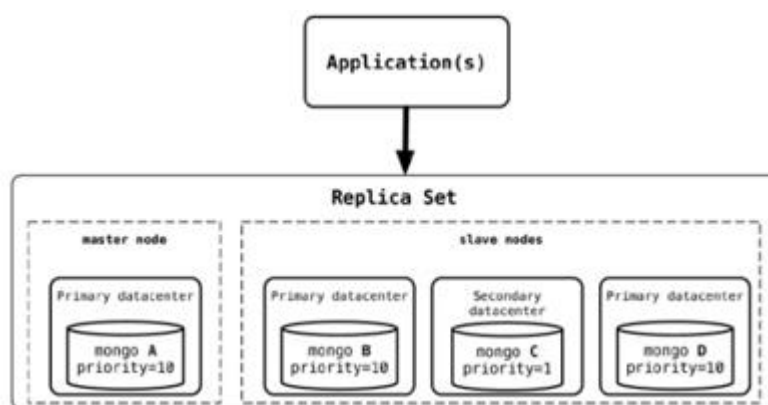 Application(s)
Replica Set
master node
slave nodes
Primary datacenter
mongo A
priority=10
Primary datacenter
mongo B
priority=10
Secondary
datacenter
mongo C
priority=1
Primary datacenter
mongo D
priority=10